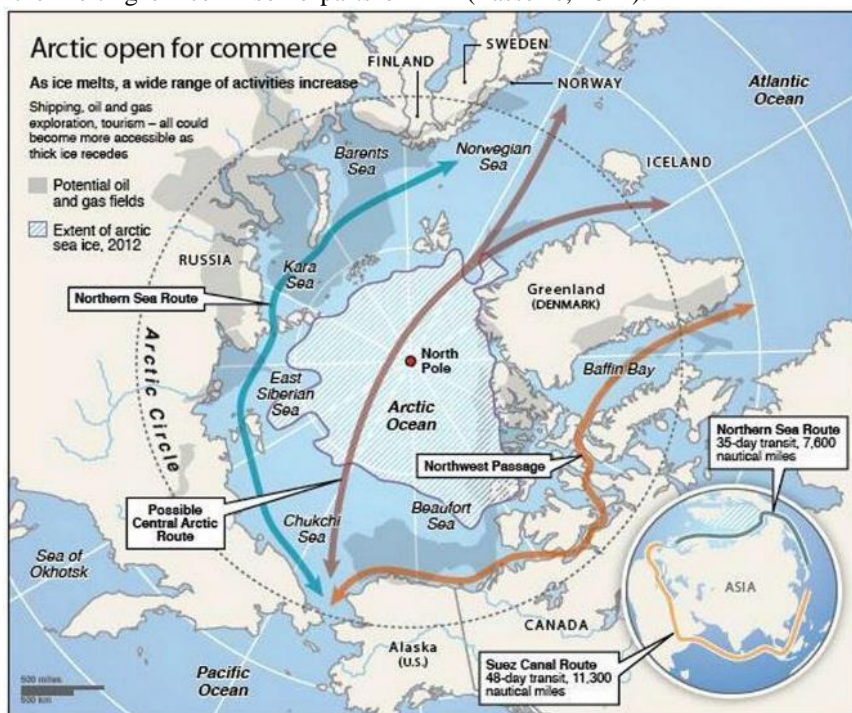 Arctic open for commerce
As ice melts, a wide range of activities increase
Shipping, oil and gas
exploration, tourism – all could
become more accessible as
thick ice recedes
Potential oil
and gas fields
Extent of arctic
sea ice, 2012
FINLAND
SWEDEN
NORWAY
Atlantic
Ocean
Barents
Sea
Norwegian
Sea
ICELAND
RUSSIA
Kara
Sea
Northern Sea Route
Greenland
(DENMARK)
Arctic Circle
North
Pole
Baffin Bay
East
Siberian
Sea
Arctic
Ocean
Northern Sea Route
35-day transit, 7,600
nautical miles
Northwest Passage
Possible
Central Arctic
Route
Beaufort
Sea
Chukchi
Sea
Sea of
Okhotsk
ASIA
CANADA
Alaska
(U.S.)
Suez Canal Route
48-day transit, 11,300
nautical miles
Pacific
Ocean
500 miles
500 km